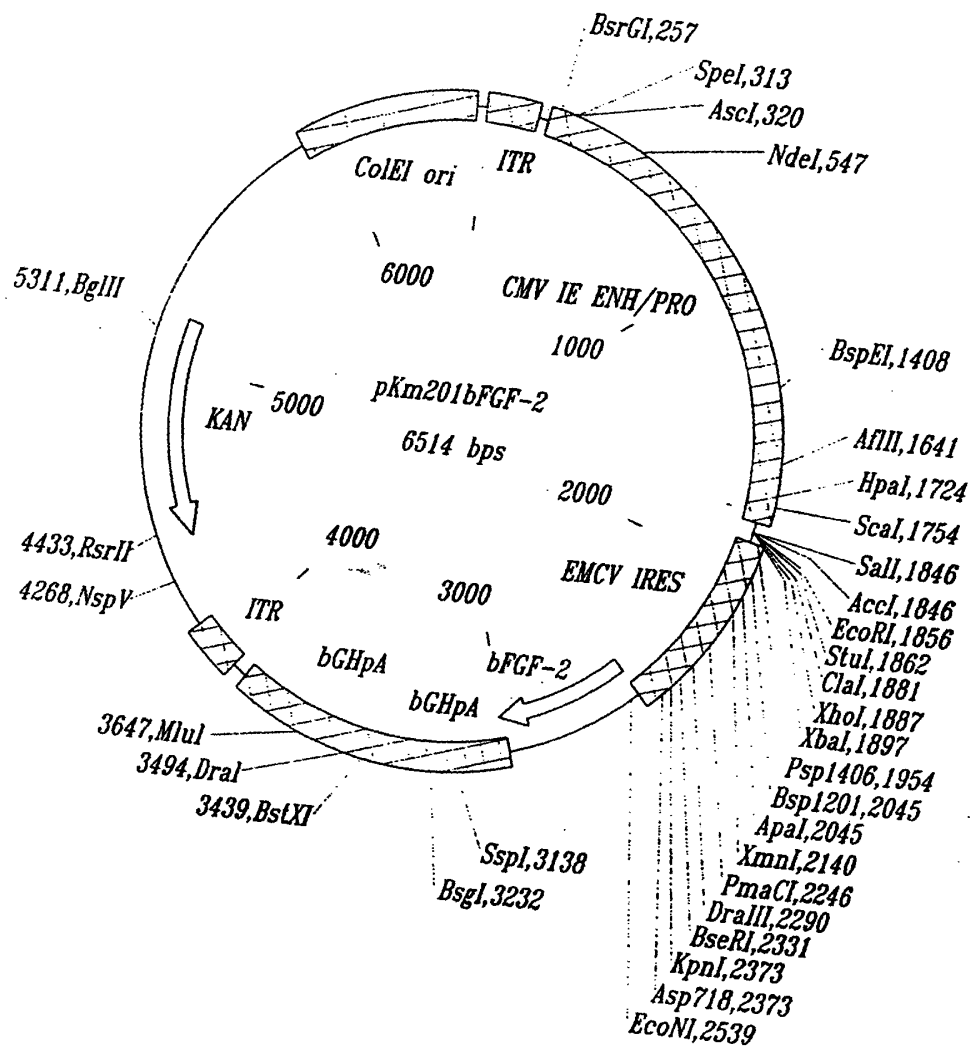 BsrGI,257
SpeI,313
AscI,320
NdeI,547
ColEI ori
ITR
6000
CMV IE ENH/PRO
1000
5311,BglII
BspEI,1408
KAN
5000
pKm201bFGF-2
6514 bps
AflII,1641
HpaI,1724
ScaI,1754
2000
SalI,1846
AccI,1846
EcoRI,1856
StuI,1862
ClaI,1881
XhoI,1887
XbaI,1897
Psp1406,1954
Bsp1201,2045
ApaI,2045
XmnI,2140
PmaCI,2246
DraIII,2290
BseRI,2331
KpnI,2373
Asp718,2373
EcoNI,2539
4433,RsrII
4268,NspV
4000
EMCV IRES
ITR
3000
bGHpA
bFGF-2
bGHpA
3647,MluI
3494,DraI
3439,BstXI
SspI,3138
BsgI,3232